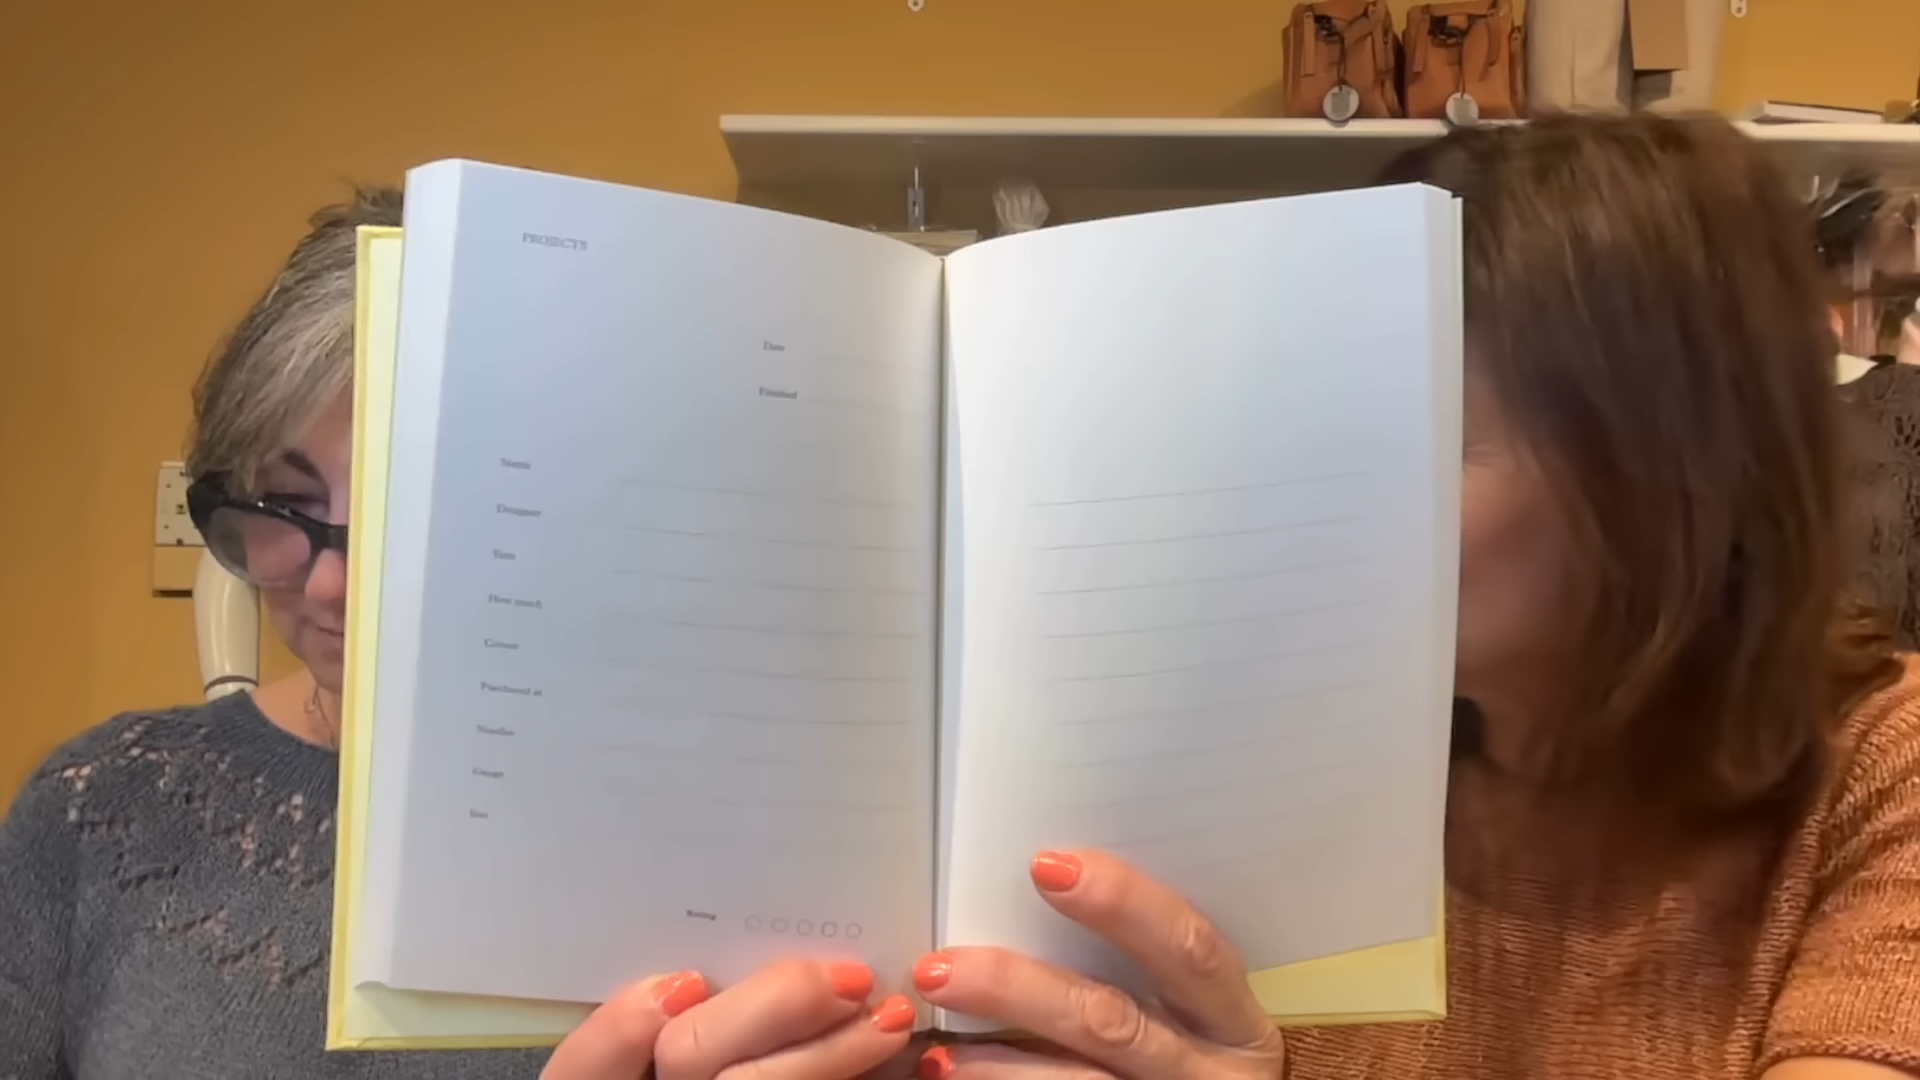 PROJECTS
Date
Finished
Name
Designer
Yarn
How much
Colour
Purchased at
Needles
Gauge
Size
Rating